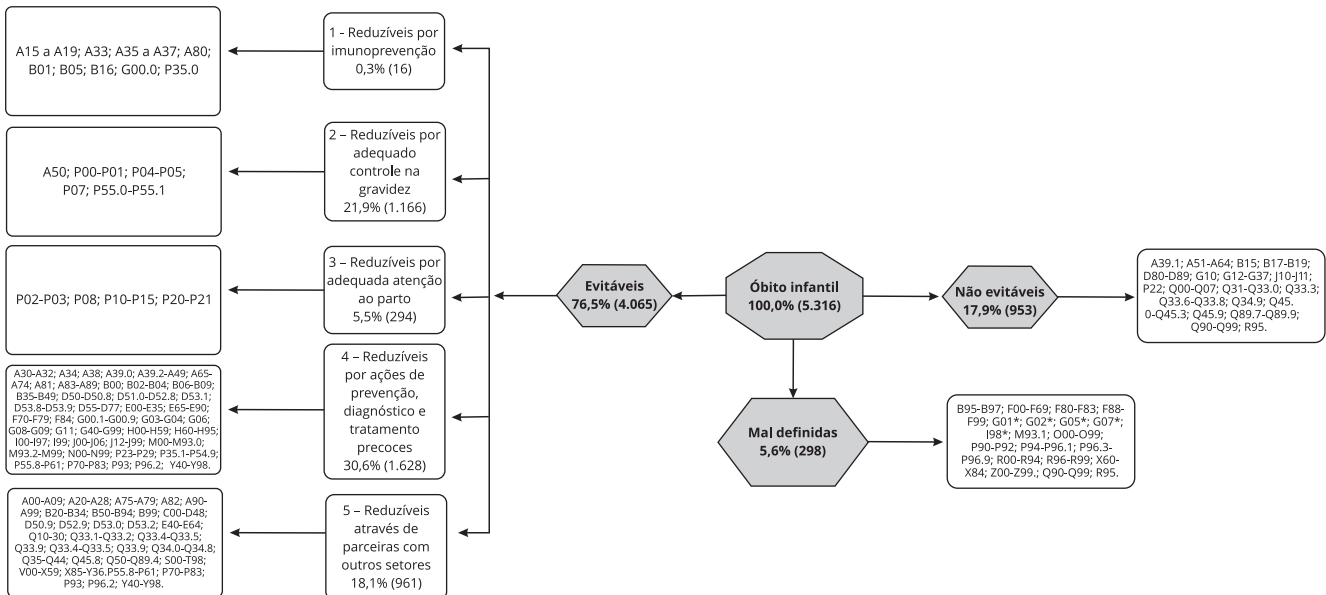 A15 a A19; A33; A35 a A37; A80;
B01; B05; B16; G00.0; P35.0
1 - Reduzíveis por
imunoprevenção
0,3% (16)
A50; P00-P01; P04-P05;
P07; P55.0-P55.1
2 – Reduzíveis por
adequado
controle na
gravidez
21,9% (1.166)
P02-P03; P08; P10-P15; P20-P21
3 – Reduzíveis por
adequada atenção
ao parto
5,5% (294)
A30-A32; A34; A38; A39.0; A39.2-A49; A65-
A74; A81; A83-A89; B00; B02-B04; B06-B09;
B35-B49; D50-D50.8; D51.0-D52.8; D53.1;
D53.8-D53.9; D55-D77; E00-E35; E65-E90;
F70-F79; F84; G00.1-G00.9; G03-G04; G06;
G08-G09; G11; G40-G99; H00-H59; H60-H95;
I00-I97; I99; J00-J06; J12-J99; M00-M93.0;
M93.2-M99; N00-N99; P23-P29; P35.1-P54.9;
P55.8-P61; P70-P83; P93; P96.2; Y40-Y98.
4 – Reduzíveis
por ações de
prevenção,
diagnóstico e
tratamento
precoces
30,6% (1.628)
A00-A09; A20-A28; A75-A79; A82; A90-
A99; B20-B34; B50-B94; B99; C00-D48;
D50.9; D52.9; D53.0; D53.2; E40-E64;
Q10-30; Q33.1-Q33.2; Q33.4-Q33.5;
Q33.9; Q33.4-Q33.5; Q33.9; Q34.0-Q34.8;
Q35-Q44; Q45.8; Q50-Q89.4; S00-T98;
V00-X59; X85-Y36.P55.8-P61; P70-P83;
P93; P96.2; Y40-Y98.
5 – Reduzíveis
através de
parceiras com
outros setores
18,1% (961)
Evitáveis
76,5% (4.065)
Óbito infantil
100,0% (5.316)
Não evitáveis
17,9% (953)
A39.1; A51-A64; B15; B17-B19;
D80-D89; G10; G12-G37; J10-J11;
P22; Q00-Q07; Q31-Q33.0; Q33.3;
Q33.6-Q33.8; Q34.9; Q45.
0-Q45.3; Q45.9; Q89.7-Q89.9;
Q90-Q99; R95.
Mal definidas
5,6% (298)
B95-B97; F00-F69; F80-F83; F88-
F99; G01*; G02*; G05*; G07*;
I98*; M93.1; O00-O99;
P90-P92; P94-P96.1; P96.3-
P96.9; R00-R94; R96-R99; X60-
X84; Z00-Z99.; Q90-Q99; R95.